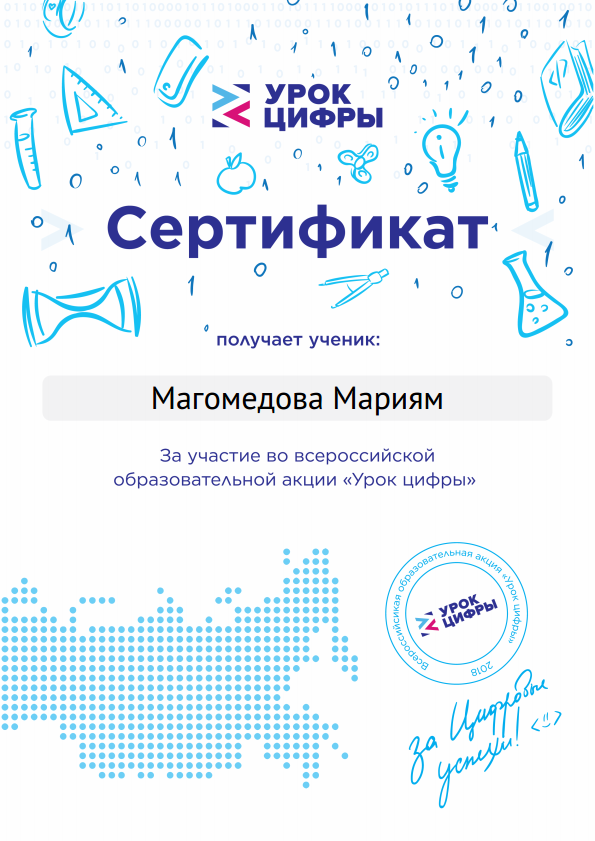 УРОК
ЦИФРЫ
Сертификат
получает ученик:
Магомедова Мариям
За участие во всероссийской
образовательной акции «Урок цифры»
Всероссийсикая образовательная акция «Урок цифры»
УРОК
ЦИФРЫ
2018
за Цифровые
успехи! <:)>